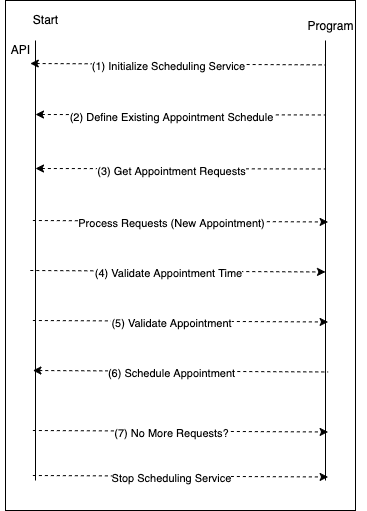 Start
Program
API
(1) Initialize Scheduling Service
(2) Define Existing Appointment Schedule
(3) Get Appointment Requests
Process Requests (New Appointment)
(4) Validate Appointment Time
(5) Validate Appointment
(6) Schedule Appointment
(7) No More Requests?
Stop Scheduling Service